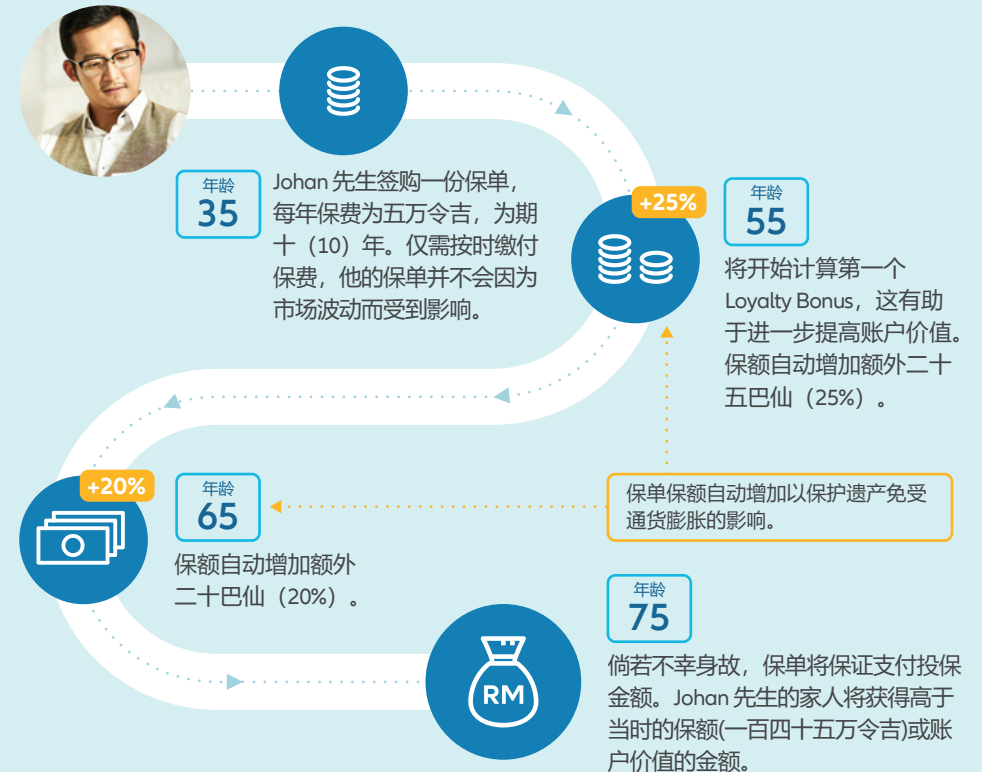 年龄
35
Johan 先生签购一份保单，
每年保费为五万令吉，为期
十（10）年。仅需按时缴付
保费，他的保单并不会因为
市场波动而受到影响。
+25%
年龄
55
将开始计算第一个
Loyalty Bonus，这有助
于进一步提高账户价值。
保额自动增加额外二十
五巴仙（25%）。
+20%
年龄
65
保额自动增加额外
二十巴仙（20%）。
保单保额自动增加以保护遗产免受
通货膨胀的影响。
RM
年龄
75
倘若不幸身故，保单将保证支付投保
金额。Johan 先生的家人将获得高于
当时的保额(一百四十五万令吉)或账
户价值的金额。